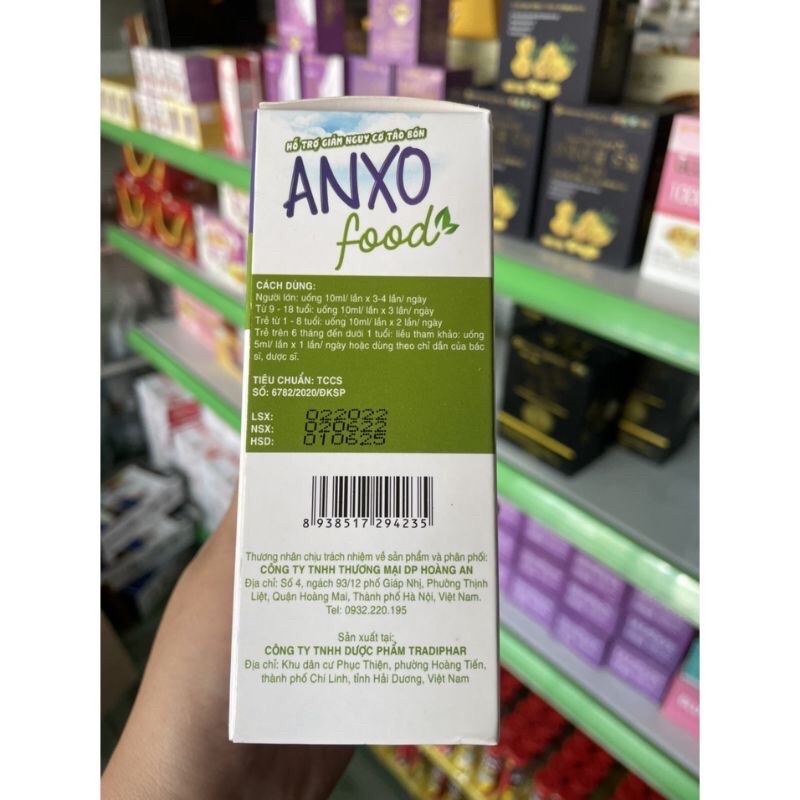 HỖ TRỢ GIẢM NGUY CƠ TÁO BÓN
ANXO
food
CÁCH DÙNG:
Người lớn: uống 10ml/ lần x 3-4 lần/ ngày
Từ 9 - 18 tuổi: uống 10ml/ lần x 3 lần/ ngày
Trẻ từ 1 - 8 tuổi: uống 10ml/ lần x 2 lần/ ngày
Trẻ trên 6 tháng đến dưới 1 tuổi: liều tham khảo: uống
5ml/ lần x 1 lần/ ngày hoặc dùng theo chỉ dẫn của bác
sĩ, dược sĩ.
TIÊU CHUẨN: TCCS
SỐ: 6782/2020/ĐKSP
LSX: 022022
NSX: 020622
HSD: 010625
8 938517 294235
Thương nhân chịu trách nhiệm về sản phẩm và phân phối:
CÔNG TY TNHH THƯƠNG MẠI DP HOÀNG AN
Địa chỉ: Số 4, ngách 93/12 phố Giáp Nhị, Phường Thịnh
Liệt, Quận Hoàng Mai, Thành phố Hà Nội, Việt Nam.
Tel: 0932.220.195
Sản xuất tại:
CÔNG TY TNHH DƯỢC PHẨM TRADIPHAR
Địa chỉ: Khu dân cư Phục Thiện, phường Hoàng Tiến,
thành phố Chí Linh, tỉnh Hải Dương, Việt Nam